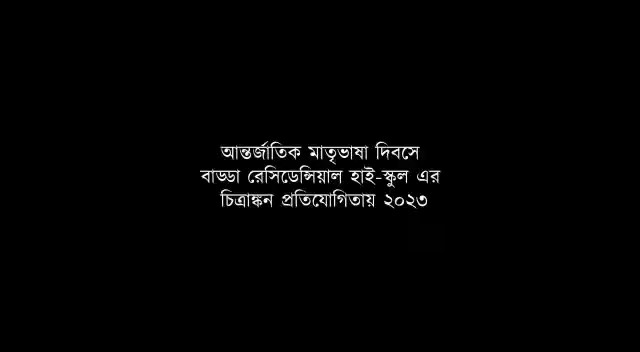 আন্তর্জাতিক মাতৃভাষা দিবসে
বাড্ডা রেসিডেন্সিয়াল হাই-স্কুল এর
চিত্রাঙ্কন প্রতিযোগিতায় ২০২৩